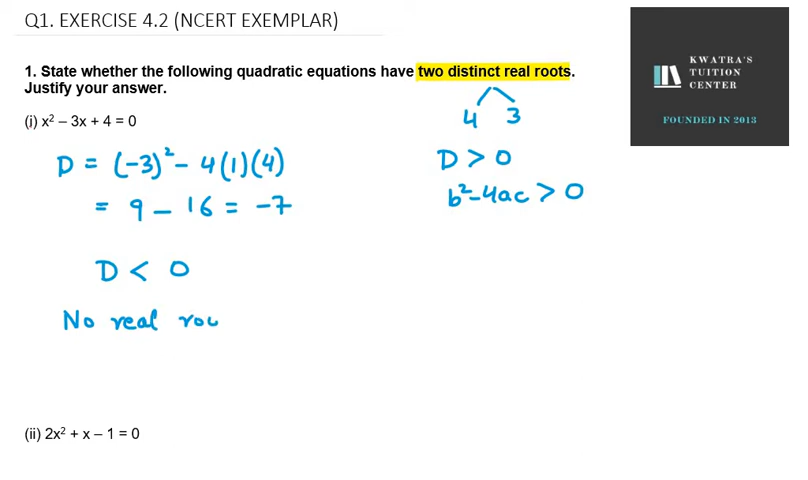 Q1. EXERCISE 4.2 (NCERT EXEMPLAR)
KWATRA'S
TUITION
CENTER
FOUNDED IN 2013
1. State whether the following quadratic equations have two distinct real roots.
Justify your answer.
4 3
(i) x² – 3x + 4 = 0
D = (-3)² - 4(1)(4)
D > 0
= 9 - 16 = -7
b²-4ac > 0
D < 0
No real roo
(ii) 2x² + x – 1 = 0